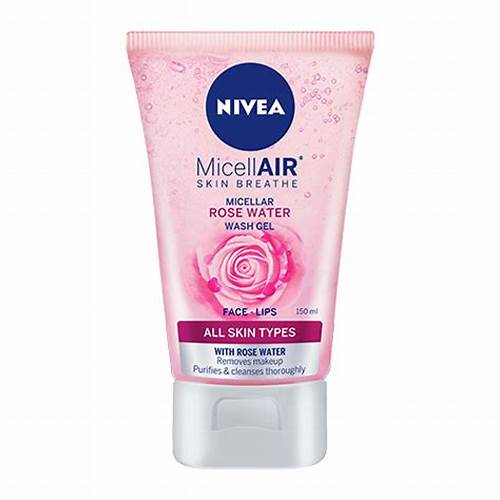 NIVEA
MicellAIR®
SKIN BREATHE
MICELLAR
ROSE WATER
WASH GEL
FACE - LIPS
150 ml
ALL SKIN TYPES
WITH ROSE WATER
Removes makeup
Purifies & cleanses thoroughly